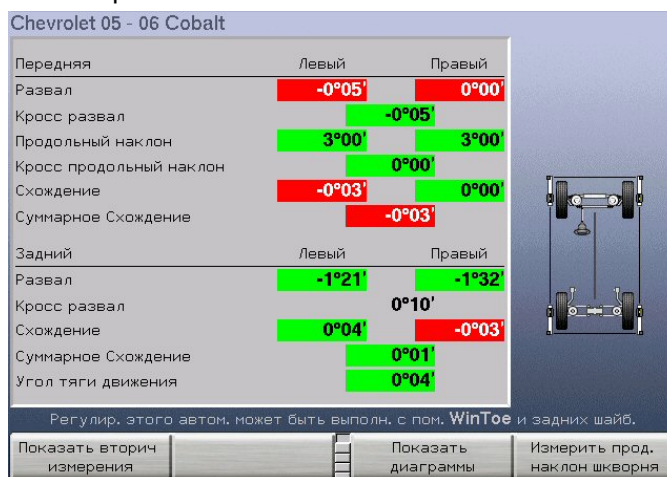 Chevrolet 05 - 06 Cobalt
Передняя Левый Правый
Развал -0°05' 0°00'
Кросс развал -0°05'
Продольный наклон 3°00' 3°00'
Кросс продольный наклон 0°00'
Схождение -0°03' 0°00'
Суммарное Схождение -0°03'
Задний Левый Правый
Развал -1°21' -1°32'
Кросс развал 0°10'
Схождение 0°04' -0°03'
Суммарное Схождение 0°01'
Угол тяги движения 0°04'
Регулир. этого автом. может быть выполн. с пом. WinToe и задних шайб.
Показать вторич измерения
Показать диаграммы
Измерить прод. наклон шкворня